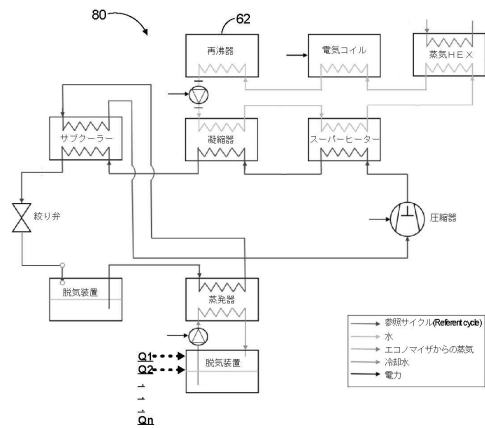 80
62
再沸器
電気コイル
蒸気HEX
サブクーラー
凝縮器
スーパーヒーター
絞り弁
圧縮器
脱気装置
蒸発器
Q1
Q2
脱気装置
Qn
参照サイクル(Referent cycle)
水
エコノマイザからの蒸気
冷却水
電力